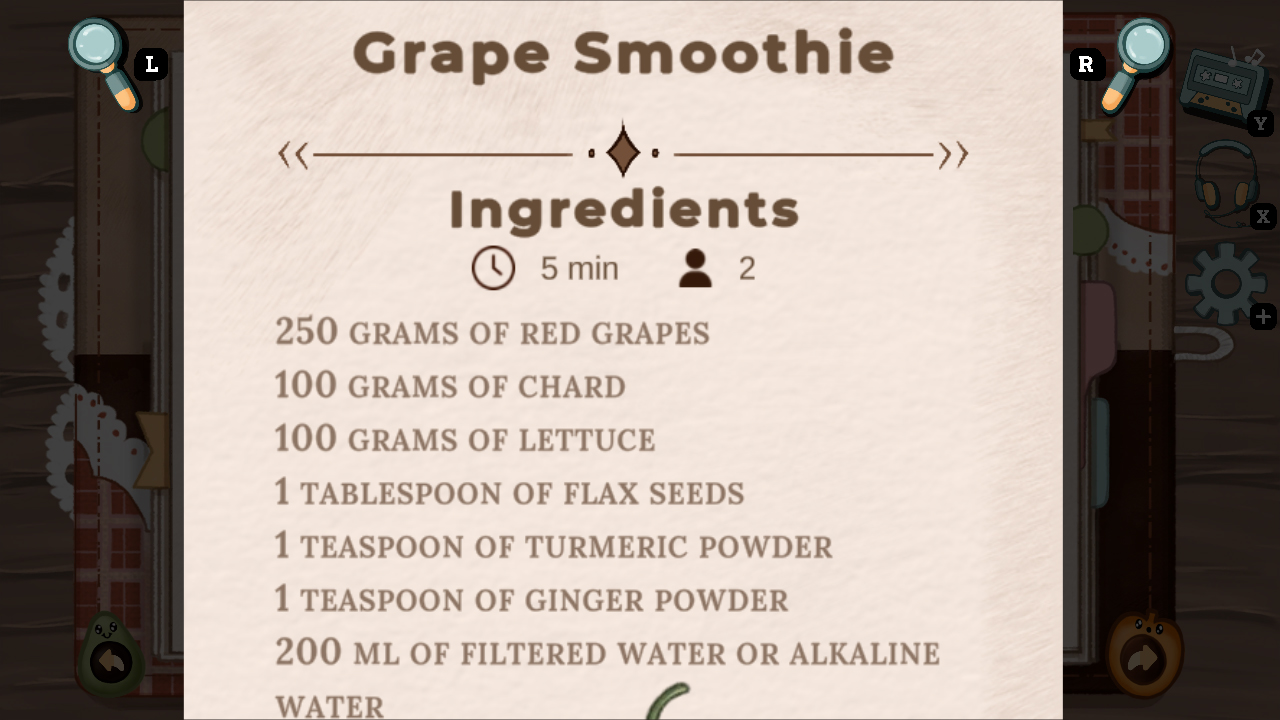 Grape Smoothie
L
R
Y
Ingredients
X
5 min 2
+
250 GRAMS OF RED GRAPES
100 GRAMS OF CHARD
100 GRAMS OF LETTUCE
1 TABLESPOON OF FLAX SEEDS
1 TEASPOON OF TURMERIC POWDER
1 TEASPOON OF GINGER POWDER
200 ML OF FILTERED WATER OR ALKALINE
WATER